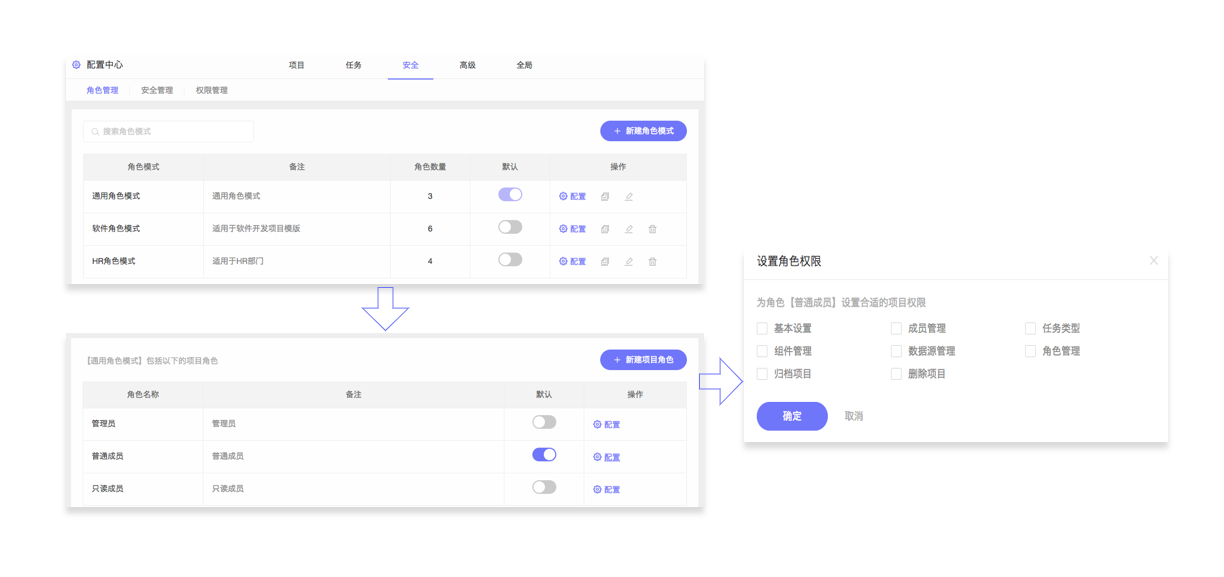 配置中心 项目 任务 安全 高级 全局
角色管理 安全管理 权限管理
搜索角色模式 + 新建角色模式
角色模式 备注 角色数量 默认 操作
通用角色模式 通用角色模式 3 配置
软件角色模式 适用于软件开发项目模版 6 配置
HR角色模式 适用于HR部门 4 配置
【通用角色模式】包括以下的项目角色 + 新建项目角色
角色名称 备注 默认 操作
管理员 管理员 配置
普通成员 普通成员 配置
只读成员 只读成员 配置
设置角色权限
为角色【普通成员】设置合适的项目权限
基本设置 成员管理 任务类型
组件管理 数据源管理 角色管理
归档项目 删除项目
确定 取消